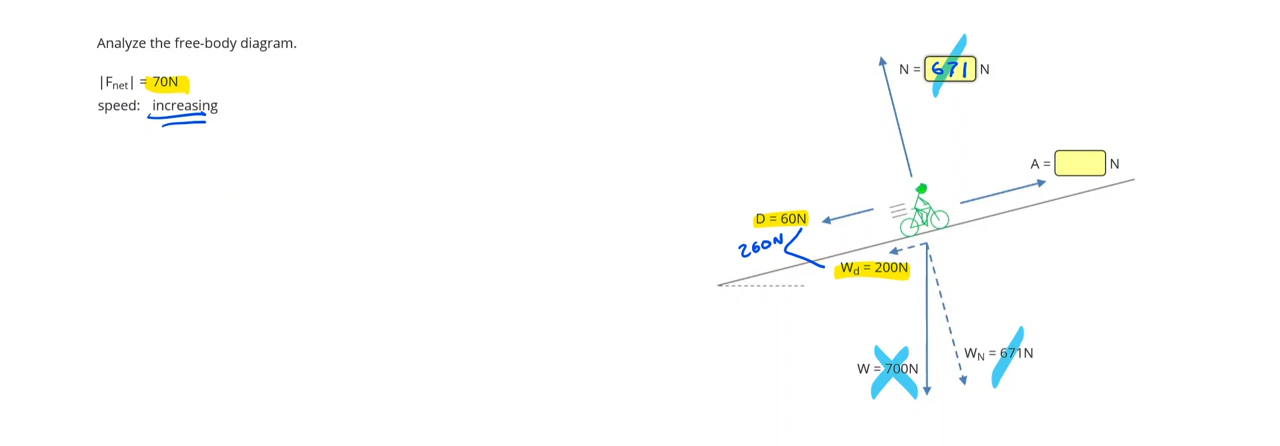 Analyze the free-body diagram.
|Fnet| = 70N
speed: increasing
N = 671 N
A = N
D = 60N
260N
Wd = 200N
WN = 671N
W = 700N